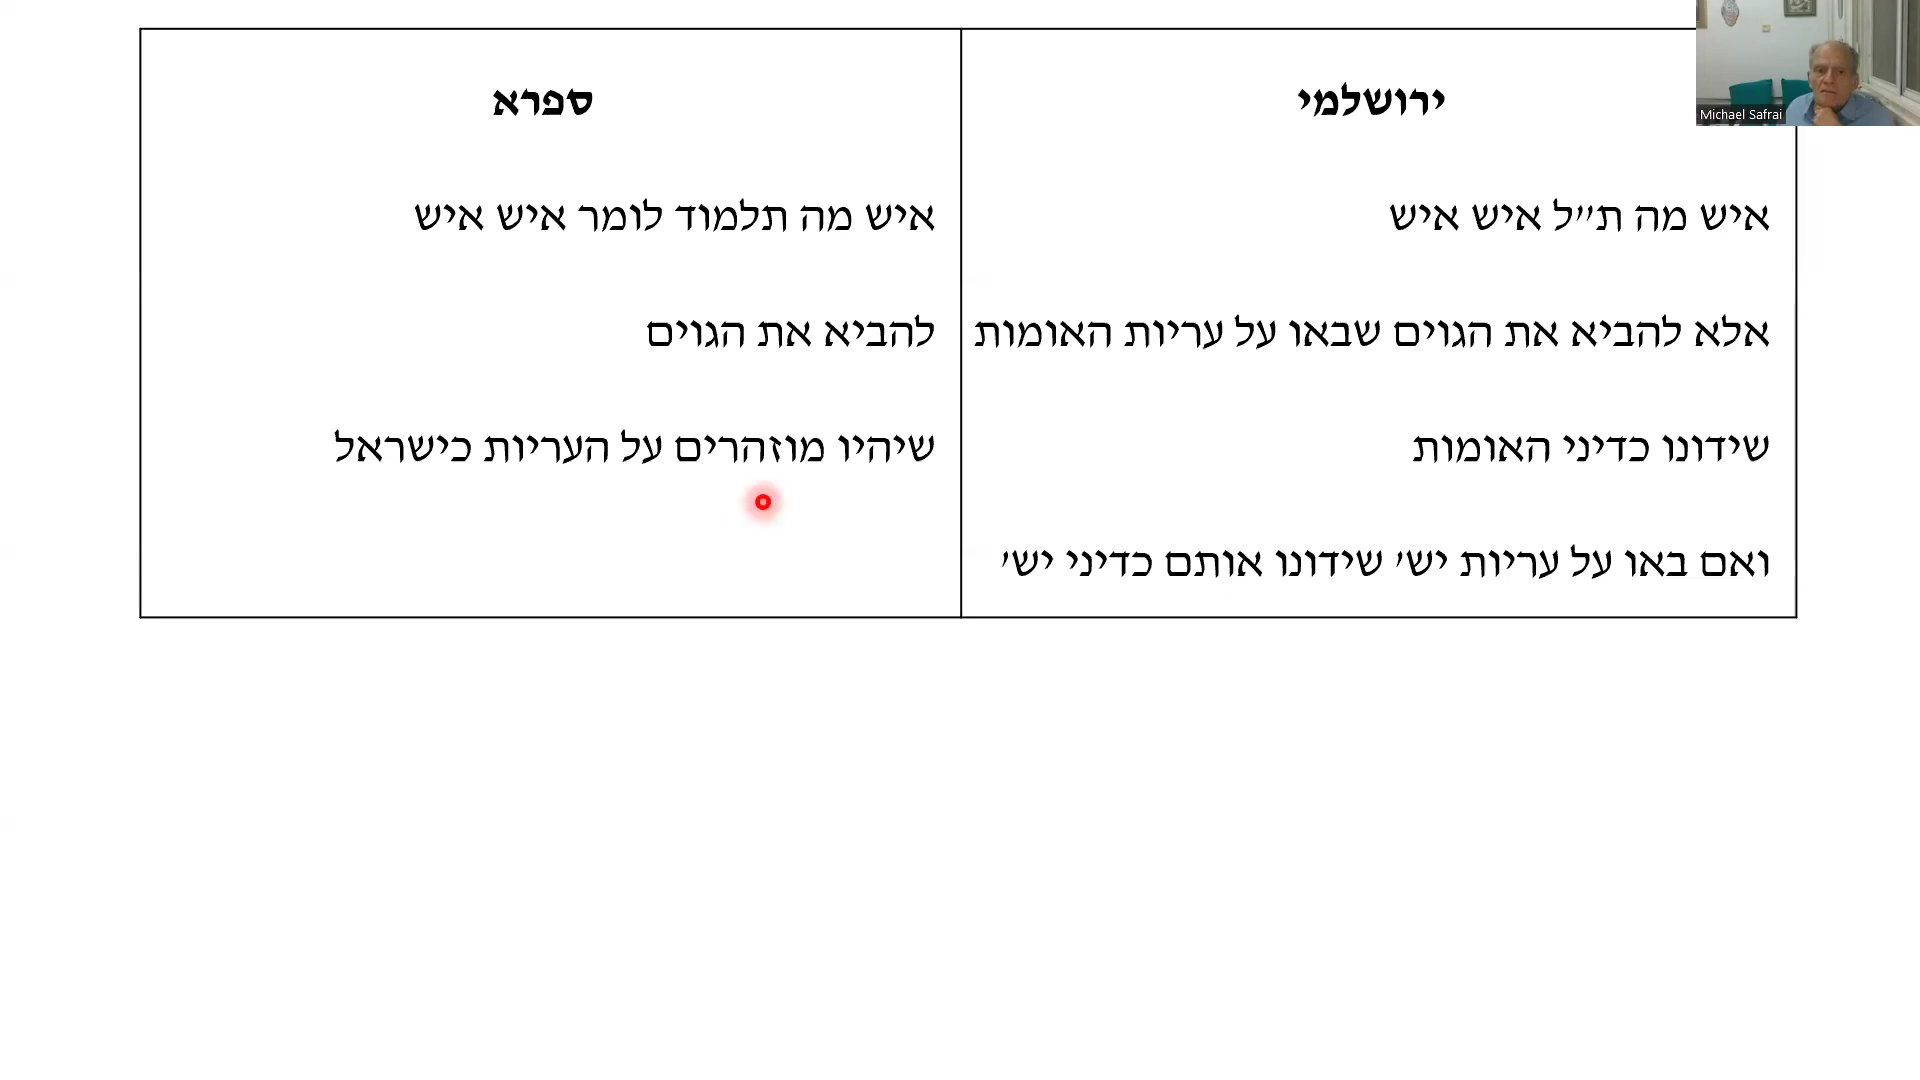 ירושלמי
איש מה ת״ל איש איש
אלא להביא את הגוים שבאו על עריות האומות
שידונו כדיני האומות
ואם באו על עריות יש׳ שידונו אותם כדיני יש׳
ספרא
איש מה תלמוד לומר איש איש
להביא את הגוים
שיהיו מוזהרים על העריות כישראל
Michael Safrai